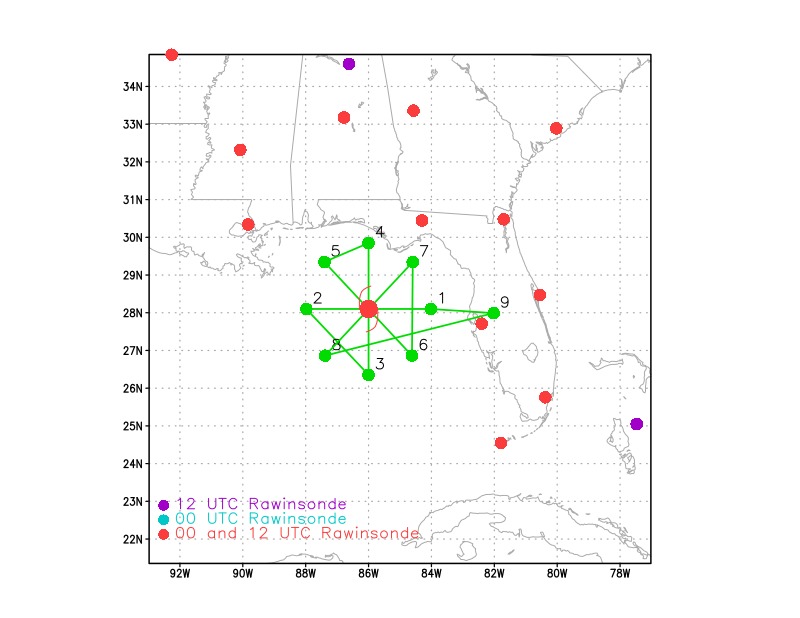 34N
33N
32N
31N
30N
29N
28N
27N
26N
25N
24N
23N
22N
4
5
7
2
1
9
8
6
3
12 UTC Rawinsonde
00 UTC Rawinsonde
00 and 12 UTC Rawinsonde
92W 90W 88W 86W 84W 82W 80W 78W